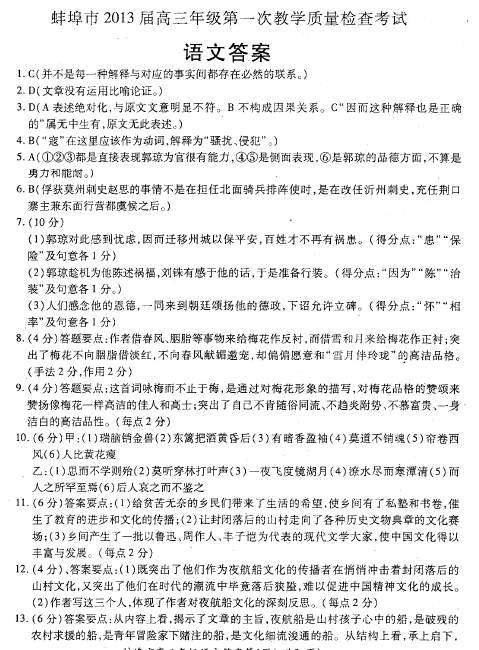 蚌埠市 2013 届高三年级第一次教学质量检查考试
语文答案
1. C(并不是每一种解释与对应的事实间都存在必然的联系。)
2. D(文章没有运用比喻论证。)
3. D(A 表述绝对化,与原文文意明显不符。B 不构成因果关系。C“因而这种解释也是正确
的”属无中生有,原文无此表述。)
4. B(“寇”在这里应该作为动词,解释为“骚扰、侵犯”。)
5. A(①②③都是直接表现郭琼为官很有能力,④⑤是侧面表现,⑥是郭琼的品德方面,不算是
勇力和能耐。)
6. B(俘获莫州刺史赵思的事情不是在担任北面骑兵排阵使时,是在改任沂州刺史,充任荆口
寨主兼东面行营都虞候之后。)
7. (10 分)
(1)郭琼对此感到忧虑,因而迁移州城以保平安,百姓才不再有祸患。(得分点:“患”“保
险”及句意各 1 分)
(2)郭琼趁机为他陈述祸福,刘铢有感于他的话,于是准备行装。(得分点:“因为”“陈”“治
装”及句意各 1 分。)
(3)人们感念他的恩德,一同来到朝廷颂扬他的德政,下诏允许立碑。(得分点:“怀”“相
率”及句意各 1 分)
8. (4 分)答题要点:作者借春风、胭脂等事物来给梅花作反衬,而借雪和月来给梅花作正衬;突
出了梅花不向胭脂借淡红,不向春风献媚邀宠,却偏偏愿意和“雪月伴玲珑”的高洁品格。
(手法 2 分,作用 2 分)
9. (4 分)答题要点:这首词咏梅而不止于梅,是通过对梅花形象的描写,对梅花品格的赞颂来
赞扬像梅花一样高洁的佳人和高士;突出了自己不肯随俗同流、不趋炎附势、不慕富贵、一身
洁白的高洁品性。(每点 2 分)
10. (6 分)甲:(1)瑞脑销金兽(2)东篱把酒黄昏后(3)有暗香盈袖(4)莫道不销魂(5)帘卷西
风(6)人比黄花瘦
乙:(1)思而不学则殆(2)莫听穿林打叶声(3)一夜飞度镜湖月(4)潦水尽而寒潭清(5)而
人之所罕至焉(6)后人哀之而不鉴之
11. (6 分)答案要点:(1)给贫苦无奈的乡民们带来了生活的希望,使乡间有了私塾和书卷,催
生了教育的进步和文化的传播;(2)让封闭落后的山村走向了各种历史文物典章的文化赛
场;(3)乡间产生了一批以鲁迅、周作人、丰子恺为代表的现代文学大家,使中国文化得以
丰富与发展。(每点 2 分)
12. (4 分)、答案要点:(1)既突出了他们作为夜航船文化的传播者在悄悄冲击着封闭落后的
山村文化,又突出了他们在时代的潮流中毕竟落后狭隘,难以促进中国精神文化的成长。
(2)作者写这三个人,体现了作者对夜航船文化的深刻反思。(每点 2 分)
13. (6 分)答案要点:从内容上看,揭示了文章的主旨,夜航船是山村孩子心中的船,是破残的
农村求援的船,是青年冒险家下赌注的船,是文化细流浚通的船。从结构上看,承上启下,